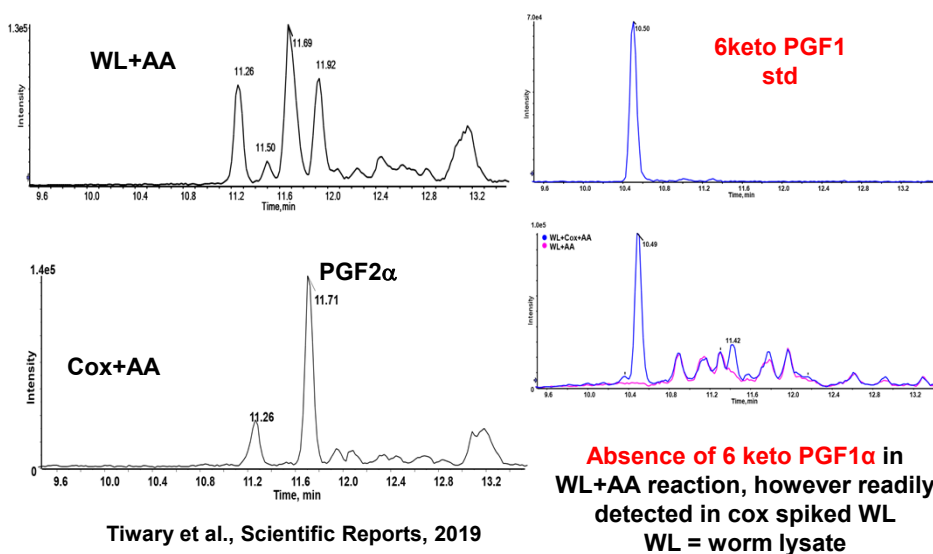 1.3e5
WL+AA
11.26
11.50
11.69
11.92
Intensity
0
9.6 10.0 10.4 10.8 11.2 11.6 12.0 12.4 12.8 13.2
Time,min
7.0e4
10.50
6keto PGF1
std
Intensity
0
9.6 10.0 10.4 10.8 11.2 11.6 12.0 12.4 12.8 13.2
Time,min
1.4e5
PGF2α
11.71
Cox+AA
11.26
Intensity
0
9.6 10.0 10.4 10.8 11.2 11.6 12.0 12.4 12.8 13.2
Time, min
1.0e5
WL+Cox+AA
WL+AA
10.49
11.42
Intensity
0
9.6 10.0 10.4 10.8 11.2 11.6 12.0 12.4 12.8 13.2
Time,min
Absence of 6 keto PGF1α in
WL+AA reaction, however readily
detected in cox spiked WL
WL = worm lysate
Tiwary et al., Scientific Reports, 2019